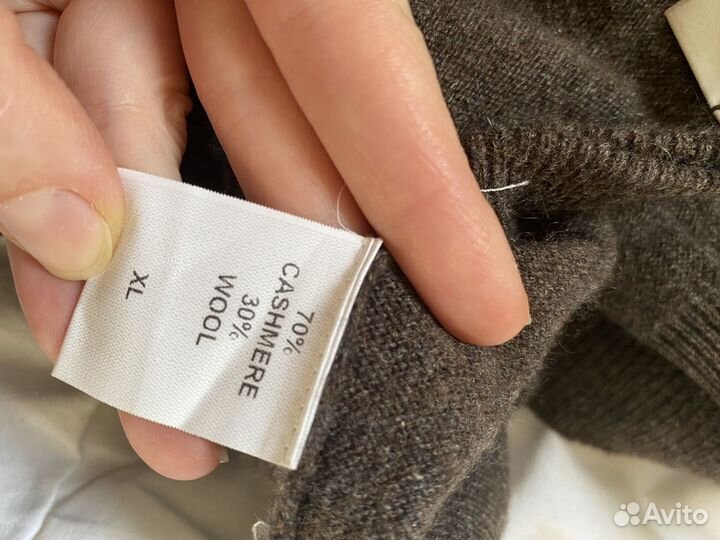 70%
CASHMERE
30%
WOOL
XL
Avito